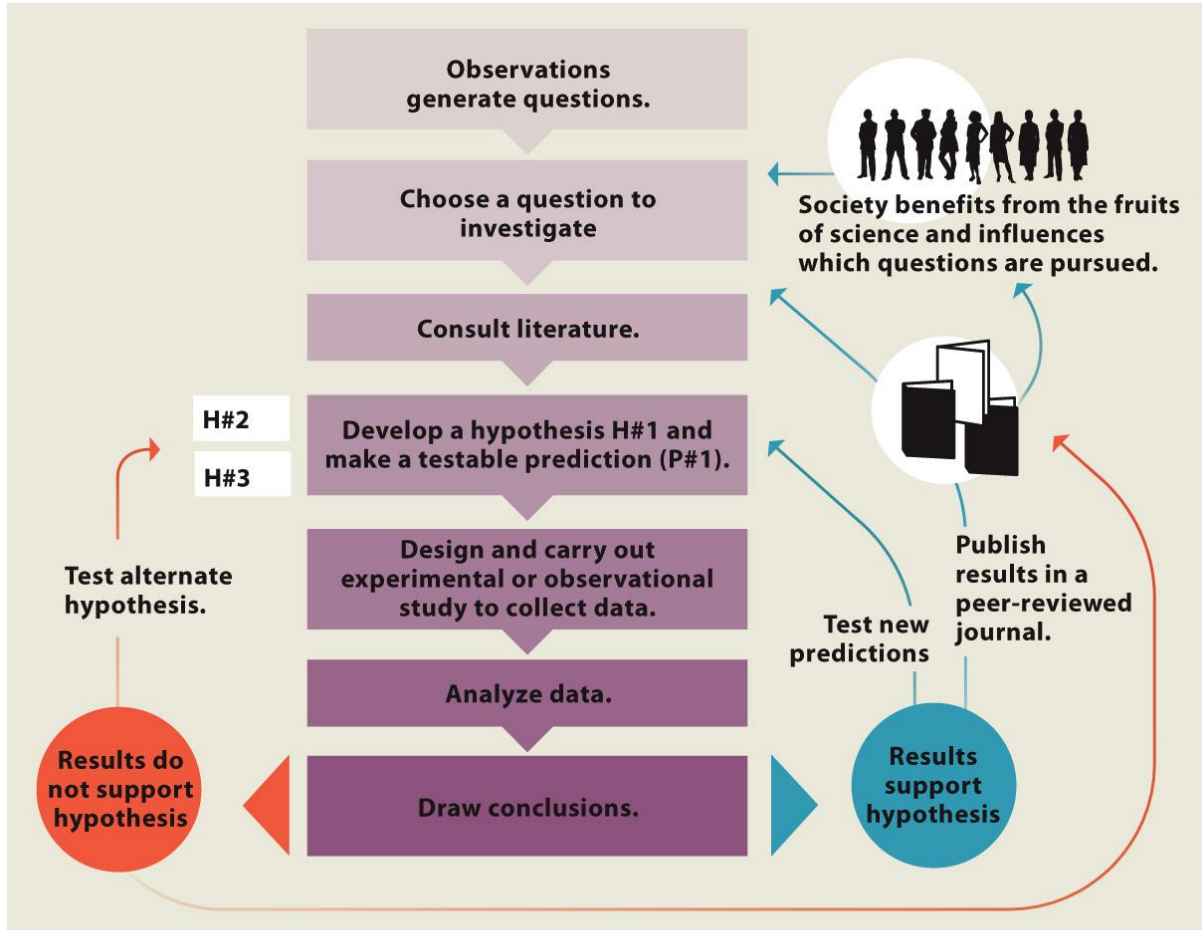 Observations
generate questions.
Choose a question to
investigate
Society benefits from the fruits
of science and influences
which questions are pursued.
Consult literature.
H#2
H#3
Develop a hypothesis H#1 and
make a testable prediction (P#1).
Test alternate
hypothesis.
Design and carry out
experimental or observational
study to collect data.
Publish
results in a
peer-reviewed
journal.
Test new
predictions
Analyze data.
Results do
not support
hypothesis
Draw conclusions.
Results
support
hypothesis